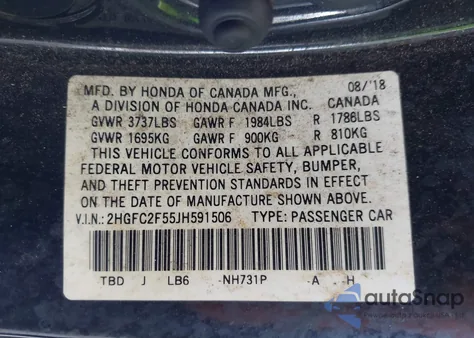 MFD. BY HONDA OF CANADA MFG., 08/'18
A DIVISION OF HONDA CANADA INC. CANADA
GVWR 3737LBS GAWR F 1984LBS R 1786LBS
GVWR 1695KG GAWR F 900KG R 810KG
THIS VEHICLE CONFORMS TO ALL APPLICABLE
FEDERAL MOTOR VEHICLE SAFETY, BUMPER,
AND THEFT PREVENTION STANDARDS IN EFFECT
ON THE DATE OF MANUFACTURE SHOWN ABOVE.
V.I.N.: 2HGFC2F55JH591506 TYPE: PASSENGER CAR
TBD J LB6 -NH731P -A -H
autoSnap